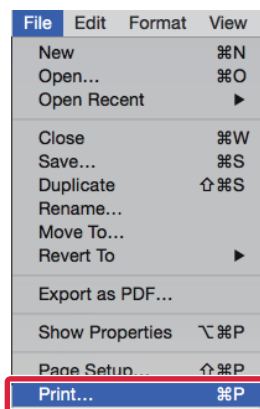 File Edit Format View
New ⌘N
Open... ⌘O
Open Recent ▶
Close ⌘W
Save... ⌘S
Duplicate ⇧⌘S
Rename...
Move To...
Revert To ▶
Export as PDF...
Show Properties ⌥⌘P
Page Setup... ⇧⌘P
Print... ⌘P